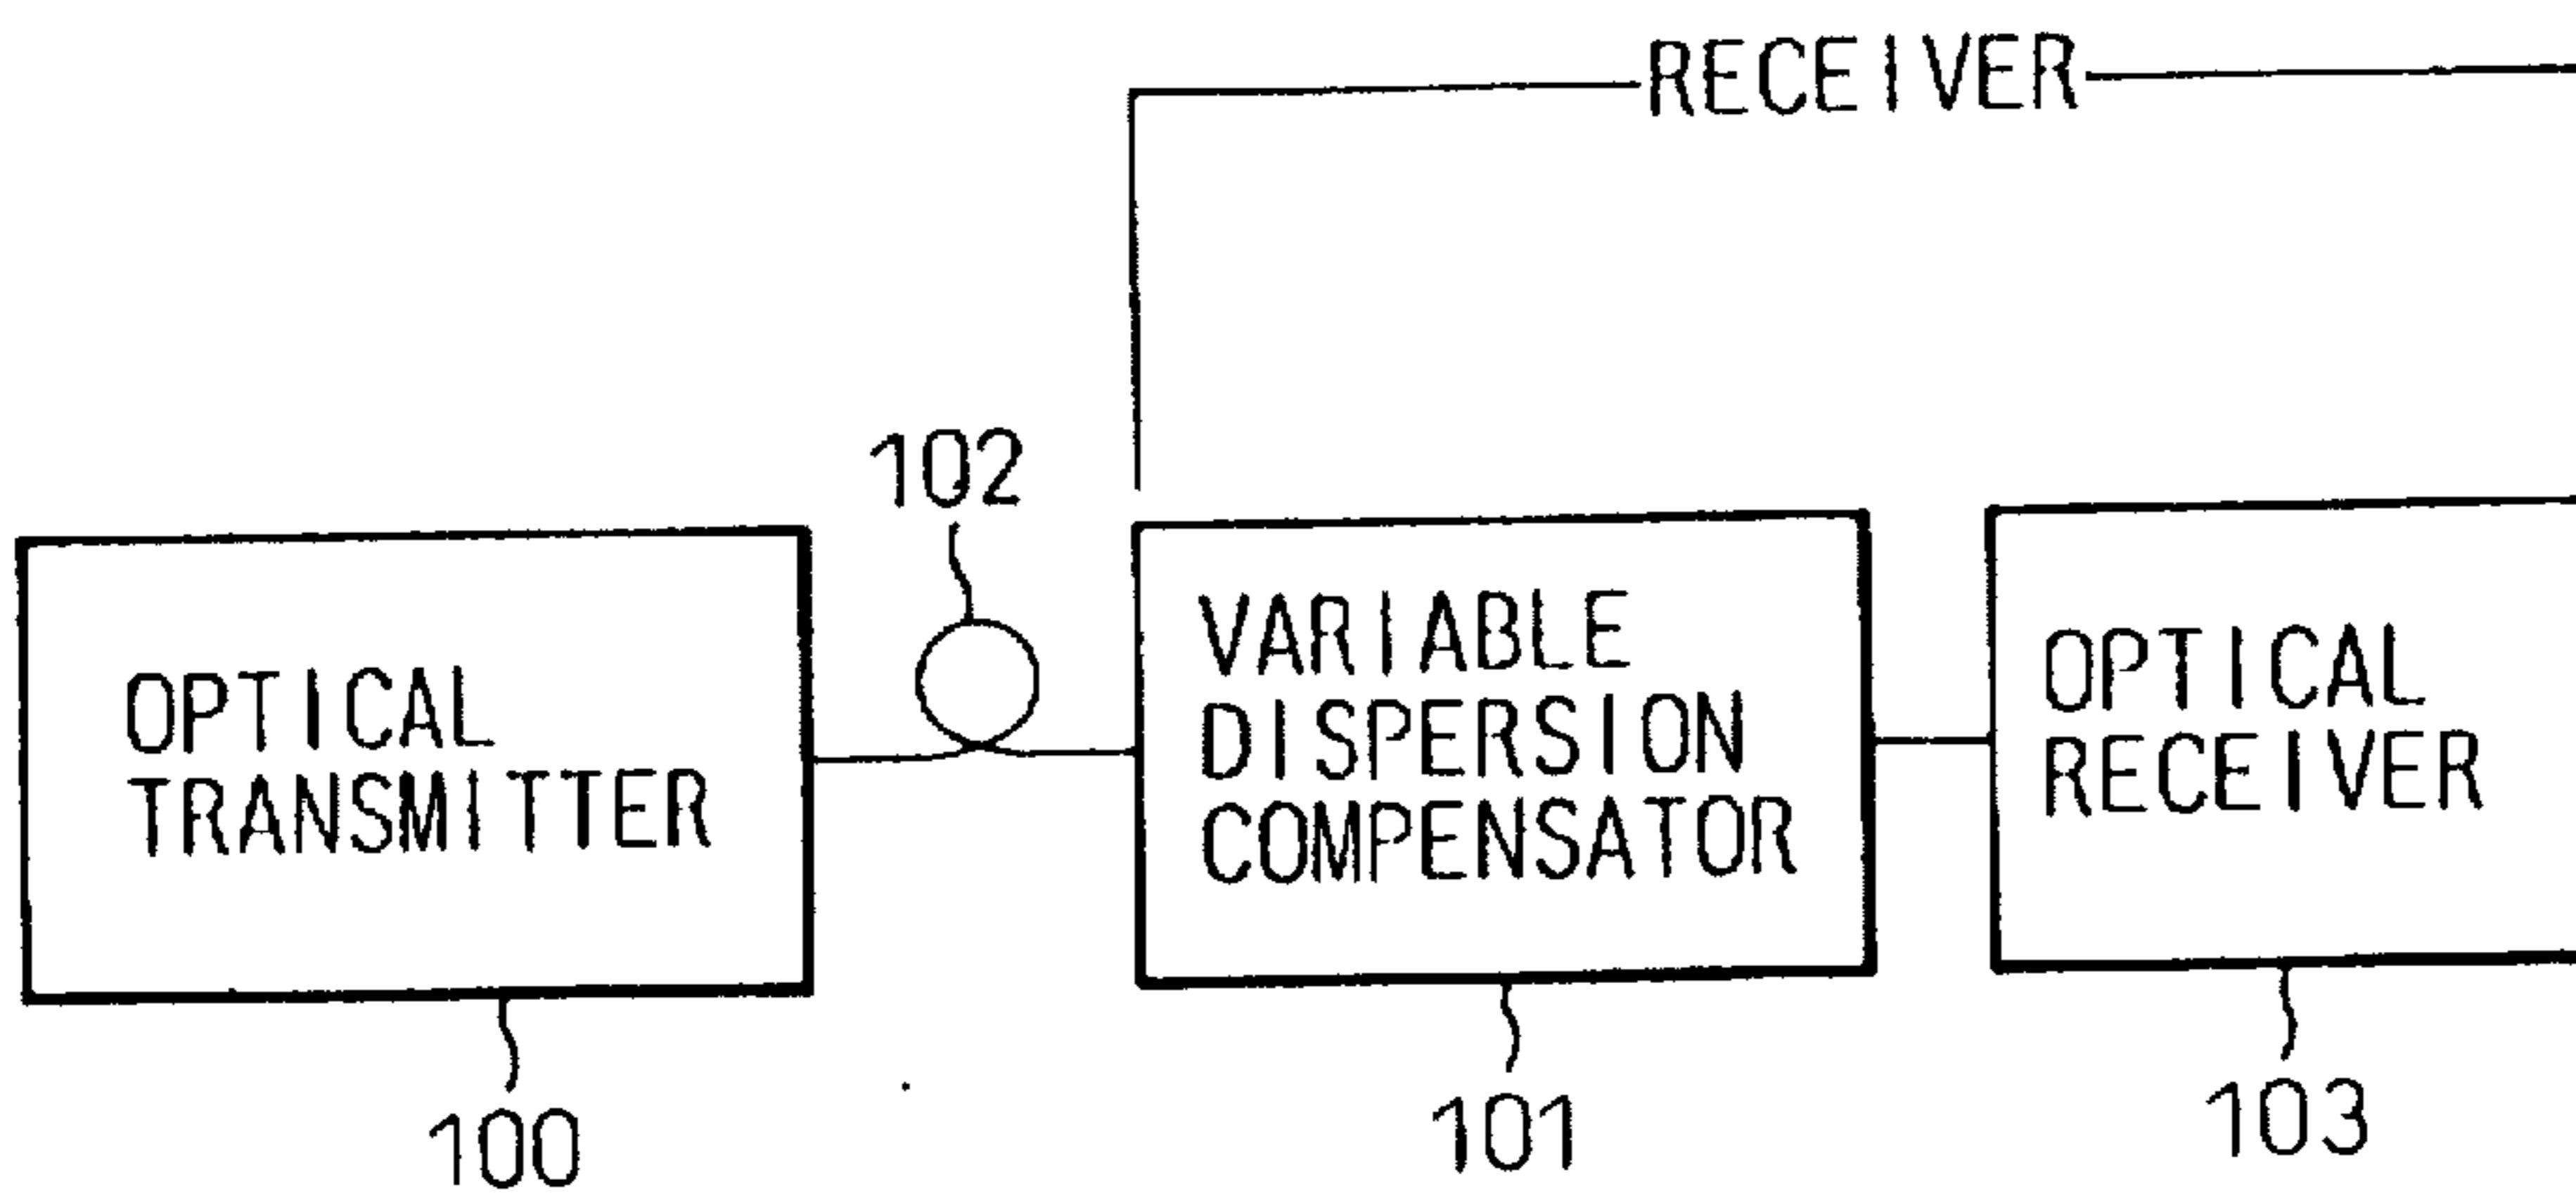 RECEIVER
102
OPTICAL
TRANSMITTER
VARIABLE
DISPERSION
COMPENSATOR
OPTICAL
RECEIVER
100
101
103